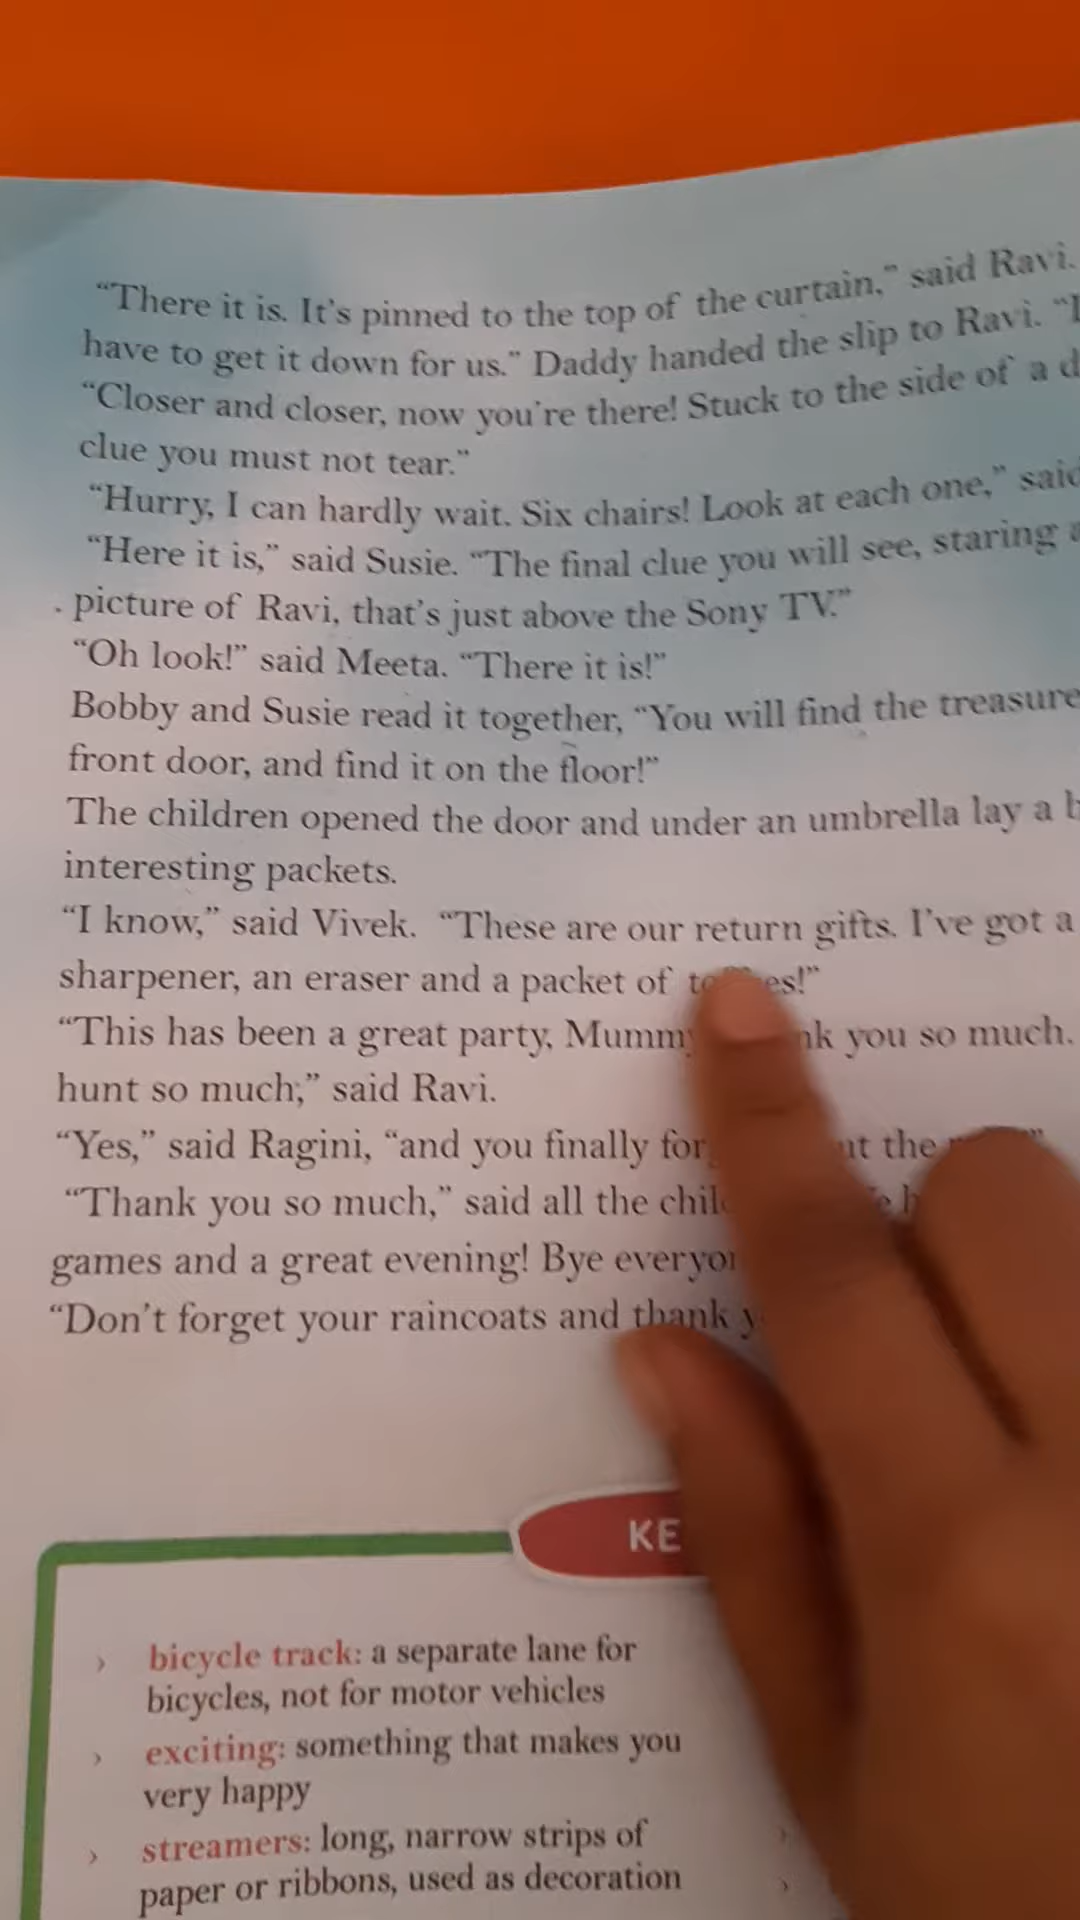 “There it is. It’s pinned to the top of the curtain,” said Ravi.
have to get it down for us.” Daddy handed the slip to Ravi.
“Closer and closer, now you’re there! Stuck to the side of a
clue you must not tear.”
“Hurry, I can hardly wait. Six chairs! Look at each one,” said
“Here it is,” said Susie. “The final clue you will see, staring
picture of Ravi, that’s just above the Sony TV.”
“Oh look!” said Meeta. “There it is!”
Bobby and Susie read it together, “You will find the treasure
front door, and find it on the floor!”
The children opened the door and under an umbrella lay a
interesting packets.
“I know,” said Vivek. “These are our return gifts. I’ve got a
sharpener, an eraser and a packet of
“This has been a great party, you so much.
hunt so much;” said Ravi.
“Yes,” said Ragini, “and you finally the
“Thank you so much,” said all the
games and a great evening! Bye
“Don’t forget your raincoats and thank
KE
› bicycle track: a separate lane for
bicycles, not for motor vehicles
› exciting: something that makes you
very happy
› streamers: long, narrow strips of
paper or ribbons, used as decoration